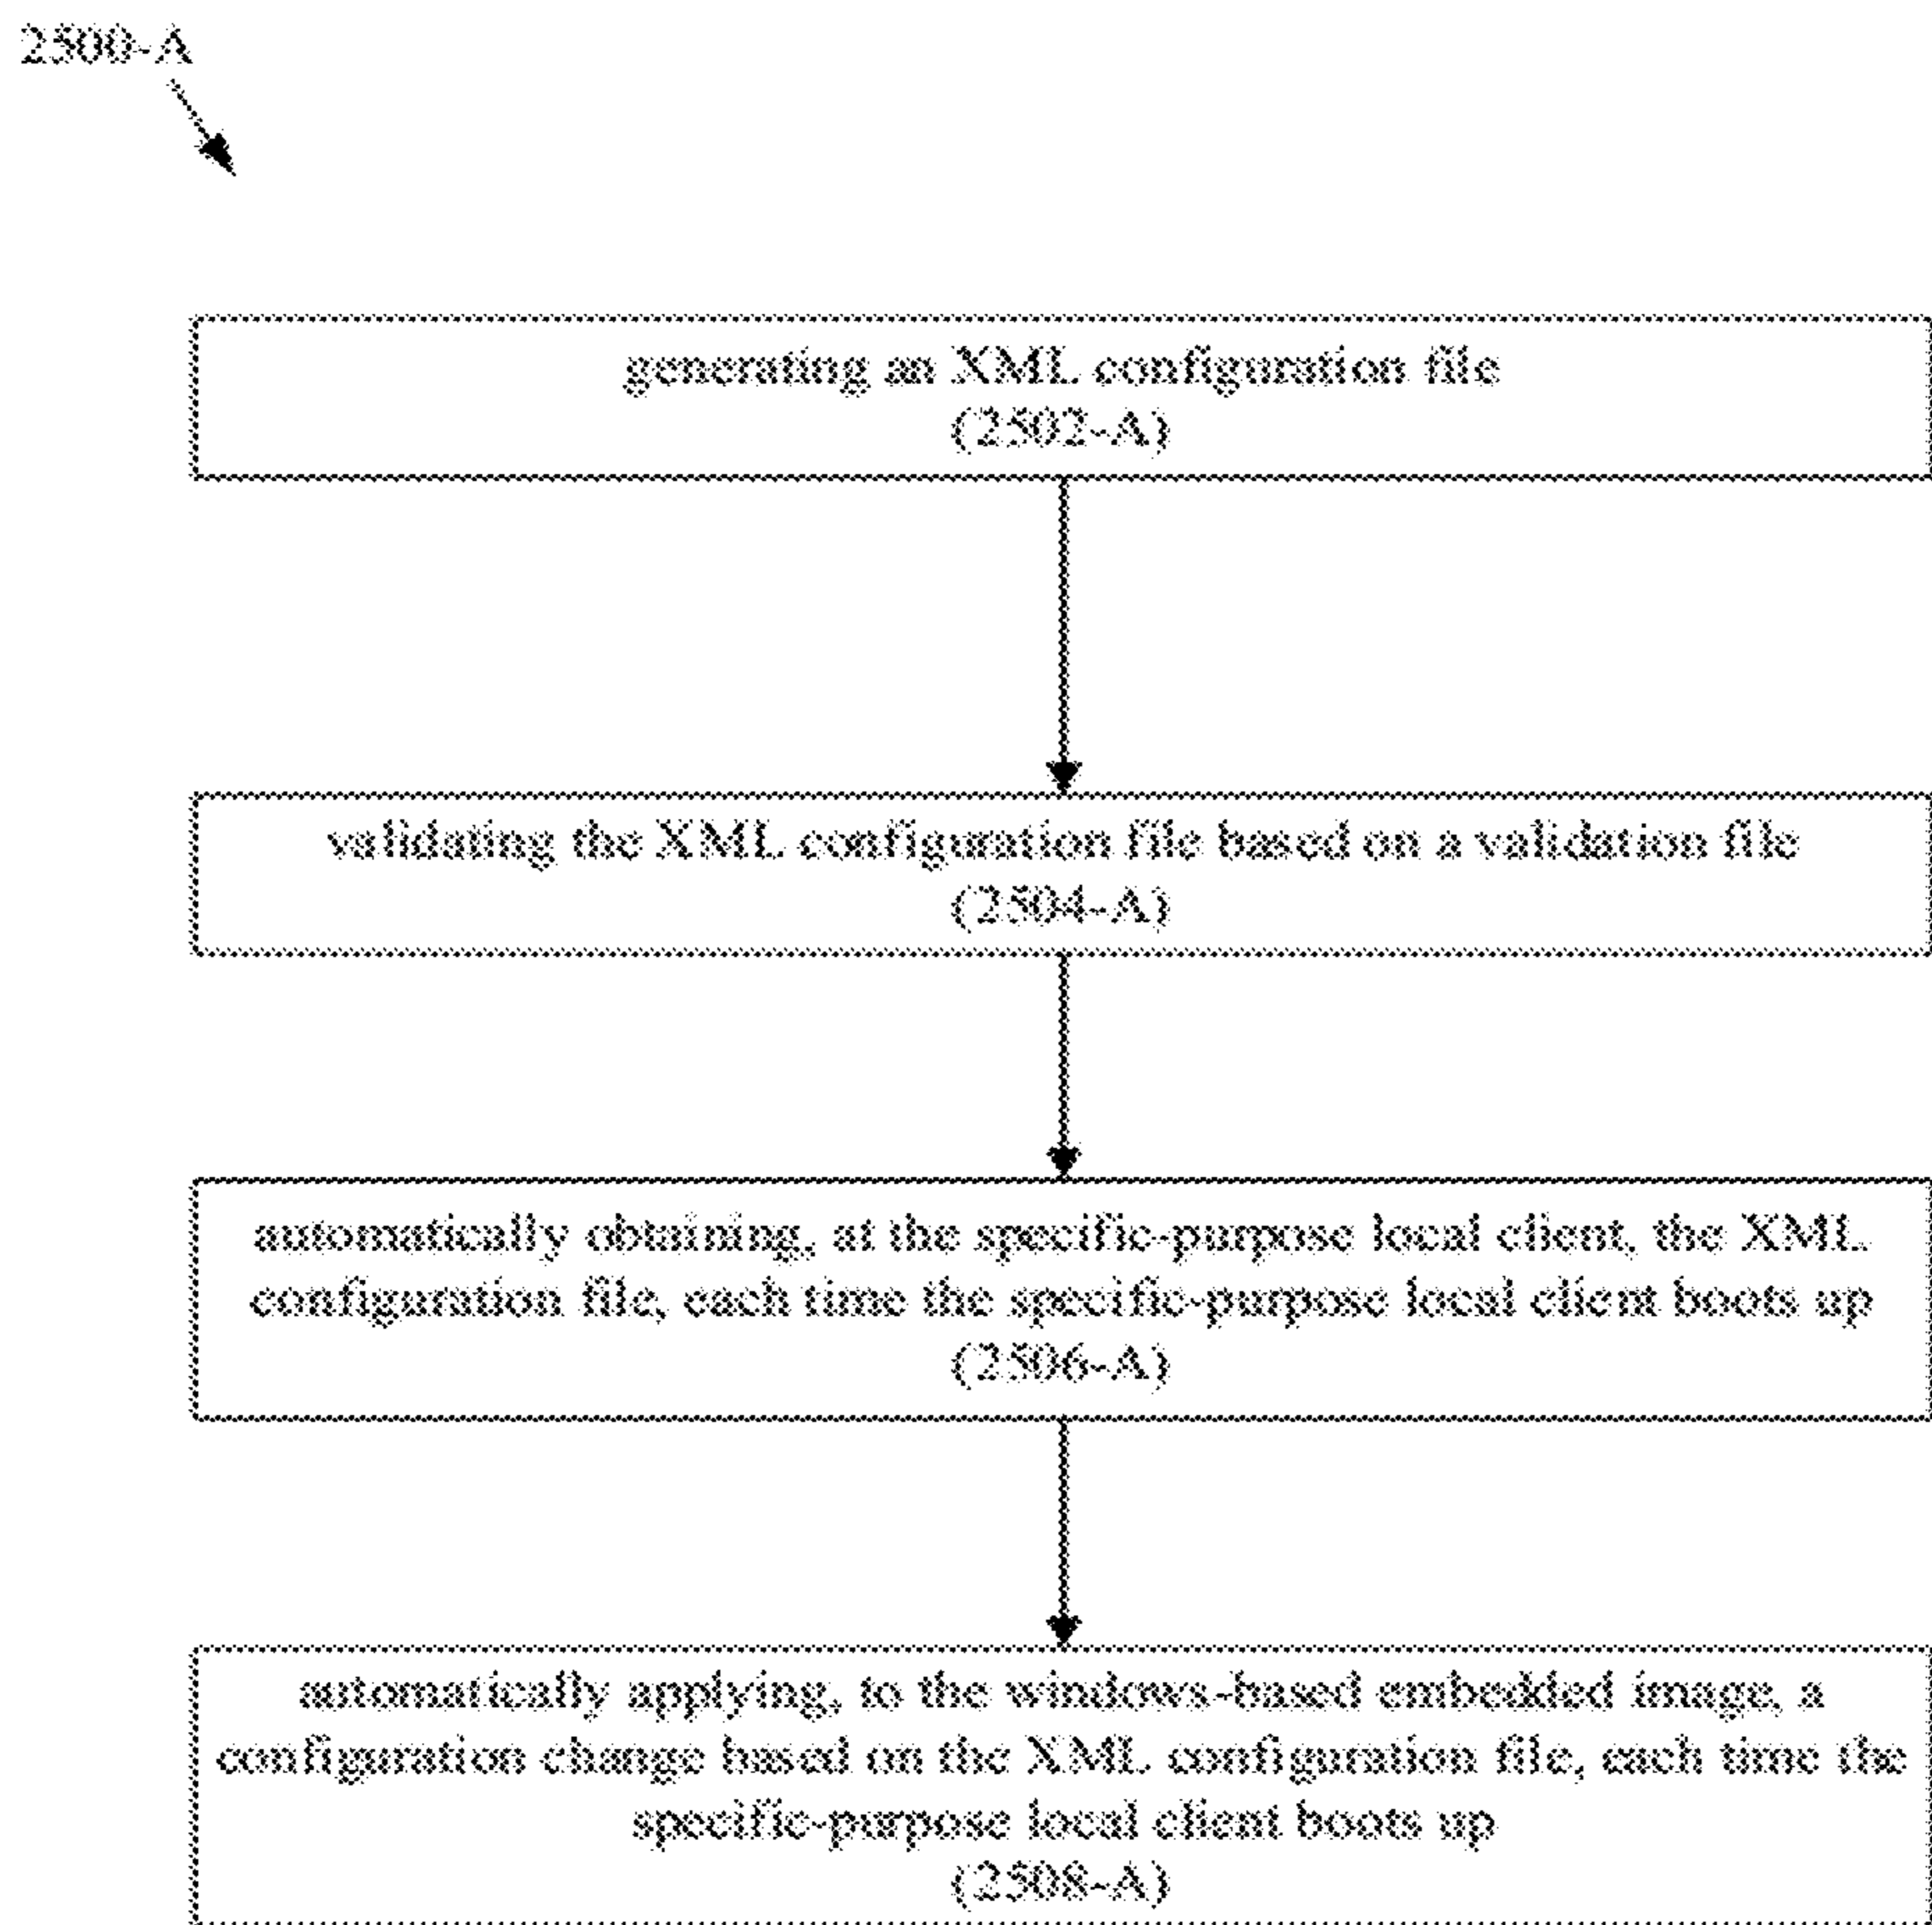 2500-A
generating an XML configuration file
(2502-A)
validating the XML configuration file based on a validation file
(2504-A)
automatically obtaining, at the specific-purpose local client, the XML
configuration file, each time the specific-purpose local client boots up
(2506-A)
automatically applying, to the windows-based embedded image, a
configuration change based on the XML configuration file, each time the
specific-purpose local client boots up
(2508-A)